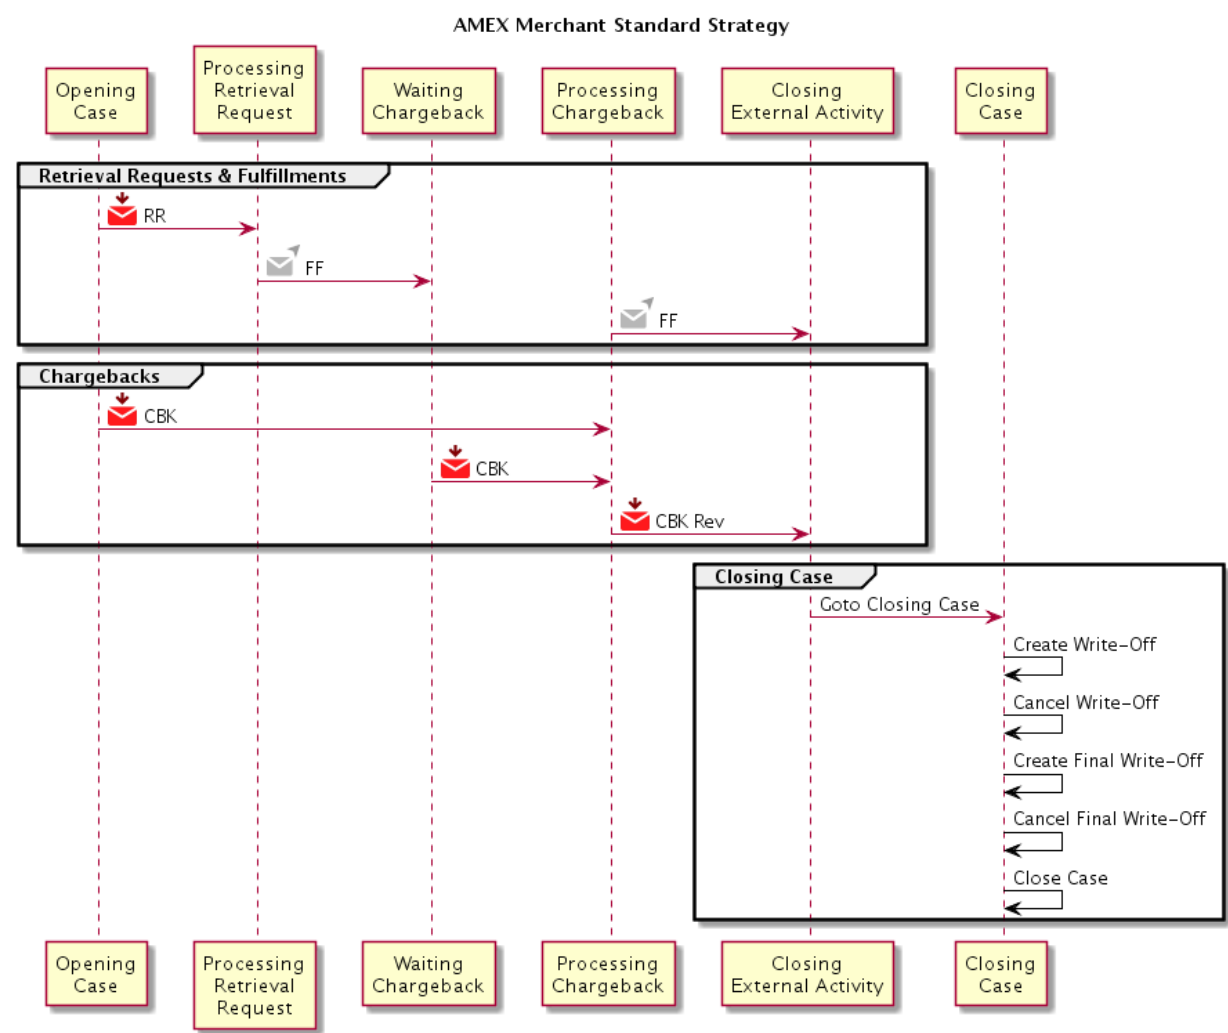 AMEX Merchant Standard Strategy
Opening
Case
Processing
Retrieval
Request
Waiting
Chargeback
Processing
Chargeback
Closing
External Activity
Closing
Case
Retrieval Requests & Fulfillments
RR
FF
FF
Chargebacks
CBK
CBK
CBK Rev
Closing Case
Goto Closing Case
Create Write-Off
Cancel Write-Off
Create Final Write-Off
Cancel Final Write-Off
Close Case
Opening
Case
Processing
Retrieval
Request
Waiting
Chargeback
Processing
Chargeback
Closing
External Activity
Closing
Case